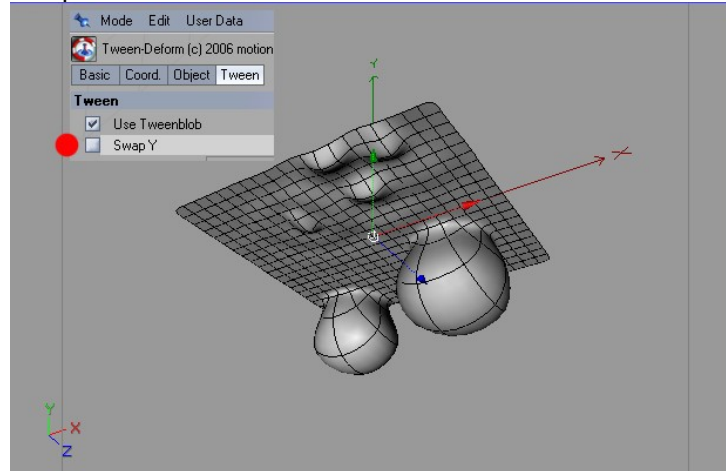 Mode Edit User Data
Tween-Deform (c) 2006 motion
Basic Coord. Object Tween
Tween
Use Tweenblob
Swap Y
Y
X
Y
X
Z